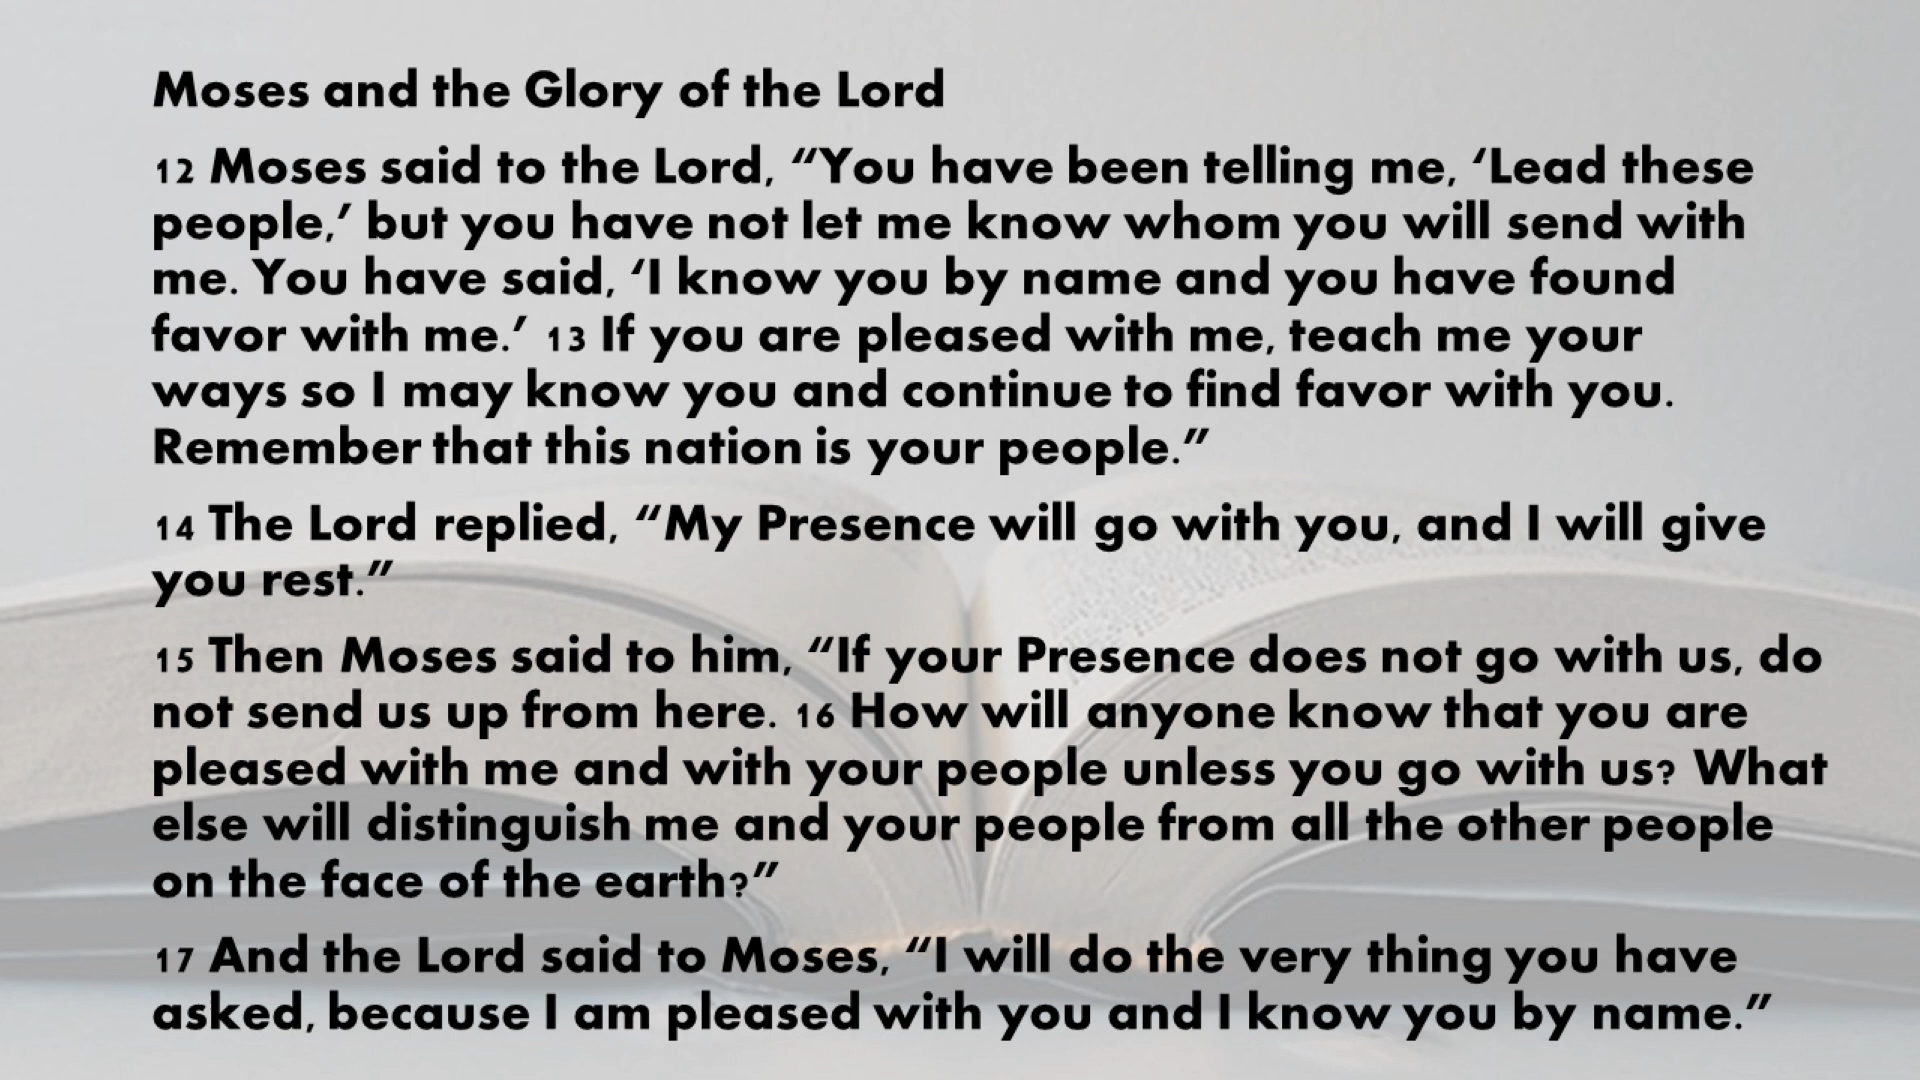 Moses and the Glory of the Lord
12 Moses said to the Lord, “You have been telling me, ‘Lead these
people,’ but you have not let me know whom you will send with
me. You have said, ‘I know you by name and you have found
favor with me.’ 13 If you are pleased with me, teach me your
ways so I may know you and continue to find favor with you.
Remember that this nation is your people.”
14 The Lord replied, “My Presence will go with you, and I will give
you rest.”
15 Then Moses said to him, “If your Presence does not go with us, do
not send us up from here. 16 How will anyone know that you are
pleased with me and with your people unless you go with us? What
else will distinguish me and your people from all the other people
on the face of the earth?”
17 And the Lord said to Moses, “I will do the very thing you have
asked, because I am pleased with you and I know you by name.”